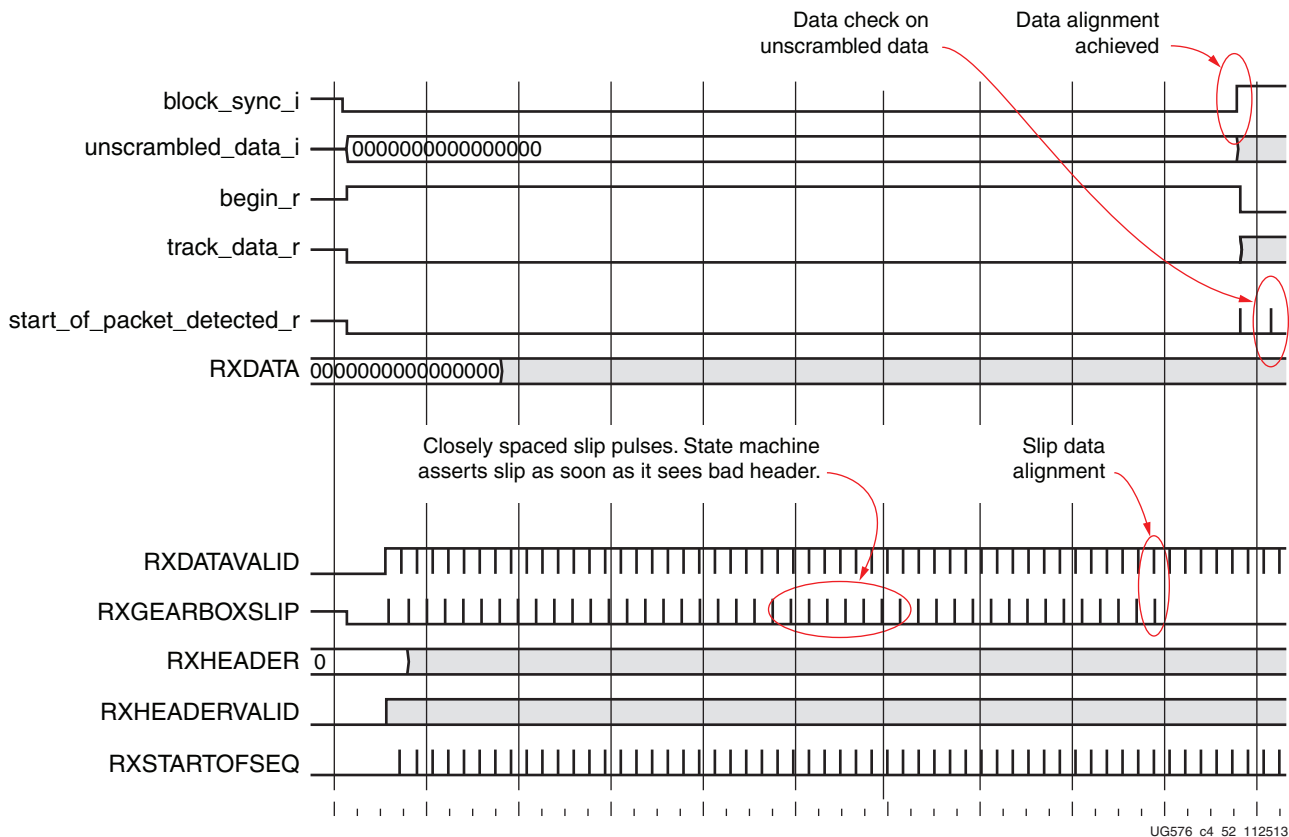 Data check on
unscrambled data
Data alignment
achieved
block_sync_i
unscrambled_data_i
0000000000000000
begin_r
track_data_r
start_of_packet_detected_r
RXDATA
0000000000000000
Closely spaced slip pulses. State machine
asserts slip as soon as it sees bad header.
Slip data
alignment
RXDATAVALID
RXGEARBOXSLIP
RXHEADER
0
RXHEADERVALID
RXSTARTOFSEQ
UG576_c4_52_112513